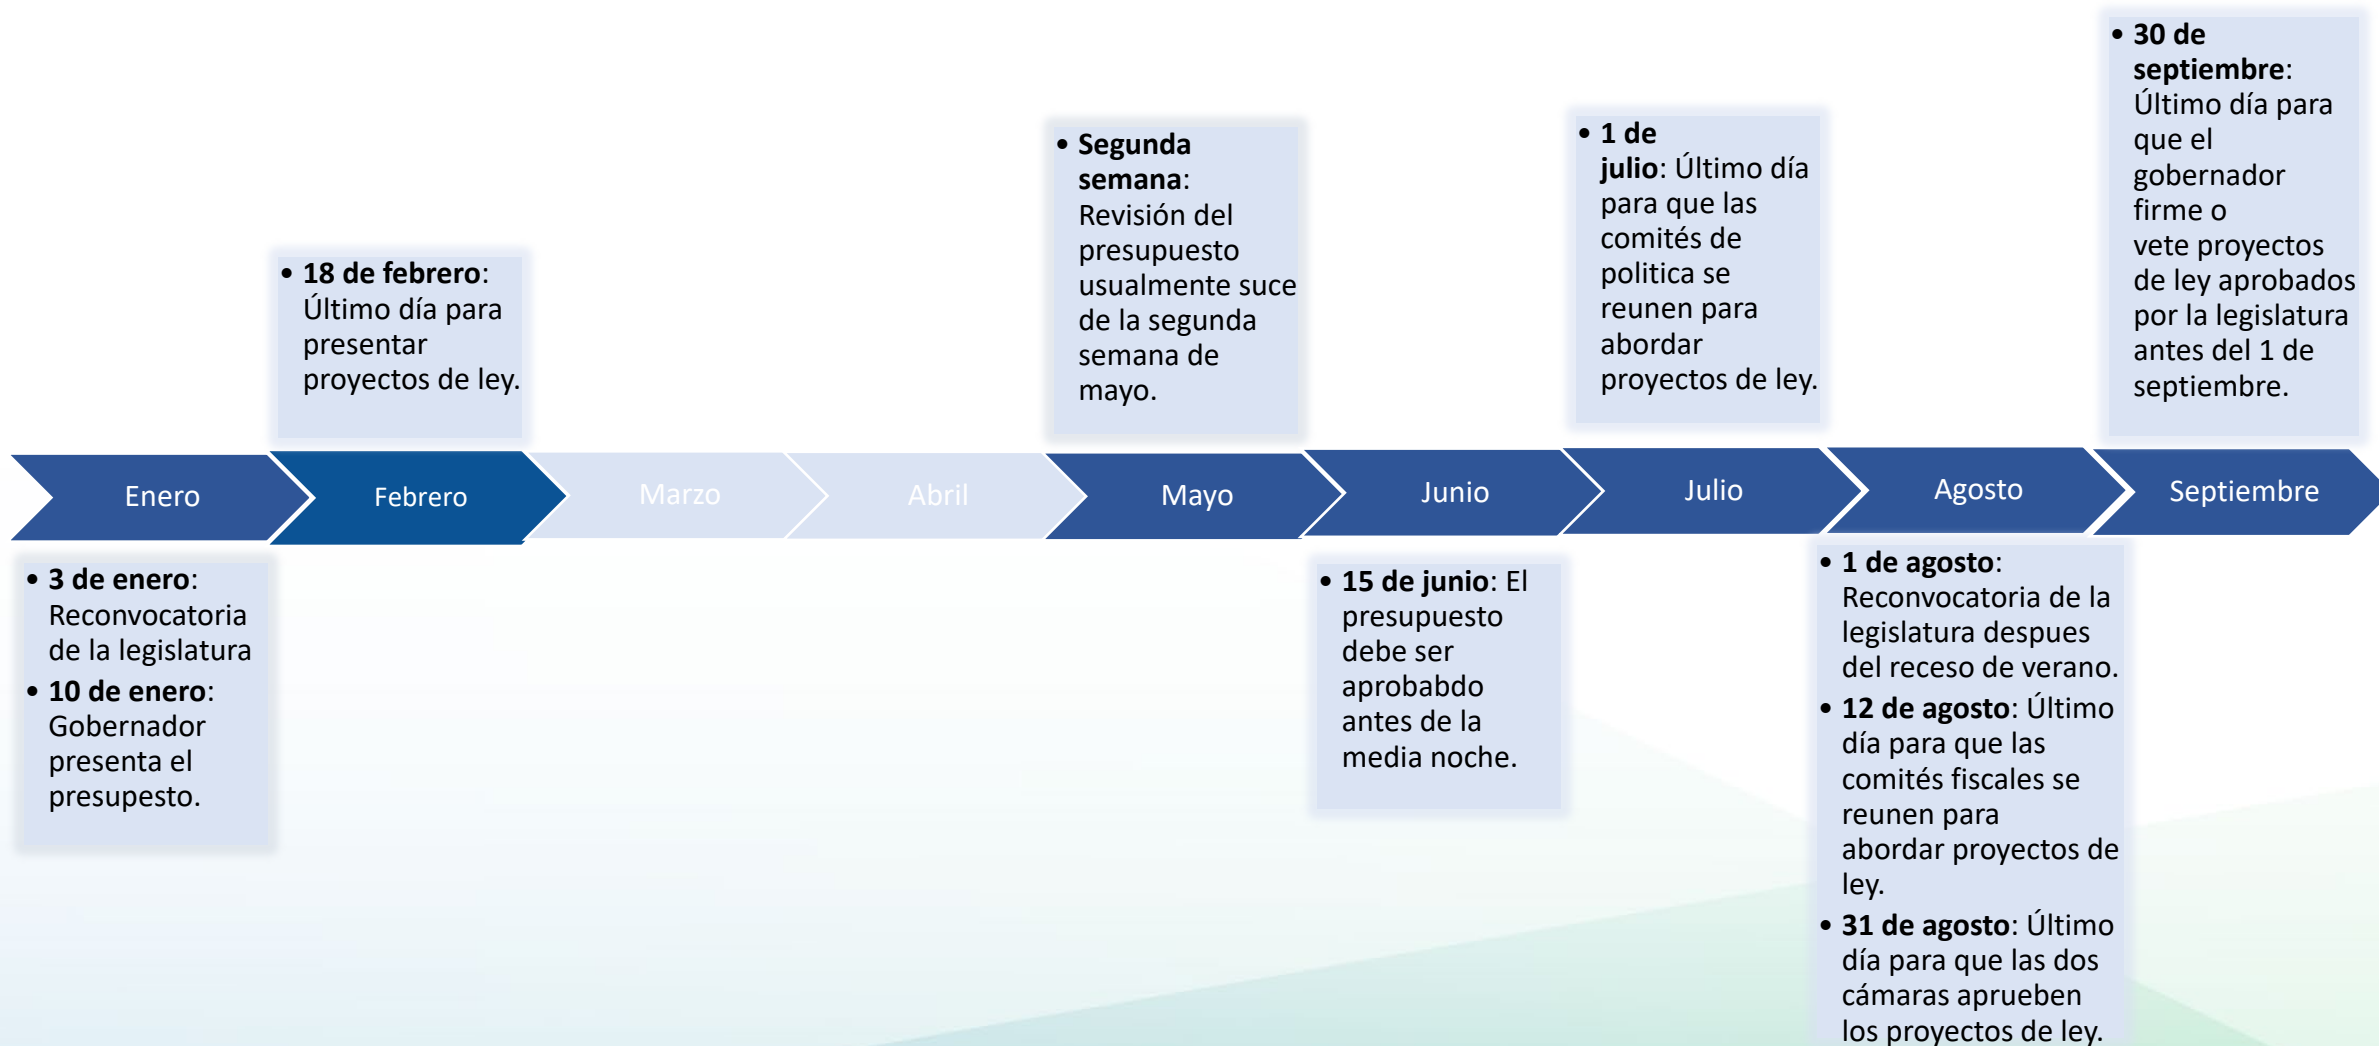 • 30 de
septiembre:
Último día para
que el
gobernador
firme o
vete proyectos
de ley aprobados
por la legislatura
antes del 1 de
septiembre.
• Segunda
semana:
Revisión del
presupuesto
usualmente suce
de la segunda
semana de
mayo.
• 1 de
julio: Último día
para que las
comités de
politica se
reunen para
abordar
proyectos de ley.
• 18 de febrero:
Último día para
presentar
proyectos de ley.
Enero
Febrero
Marzo
Abril
Mayo
Junio
Julio
Agosto
Septiembre
• 3 de enero:
Reconvocatoria
de la legislatura
• 10 de enero:
Gobernador
presenta el
presupesto.
• 15 de junio: El
presupuesto
debe ser
aprobabdo
antes de la
media noche.
• 1 de agosto:
Reconvocatoria de la
legislatura despues
del receso de verano.
• 12 de agosto: Último
día para que las
comités fiscales se
reunen para
abordar proyectos de
ley.
• 31 de agosto: Último
día para que las dos
cámaras aprueben
los proyectos de ley.